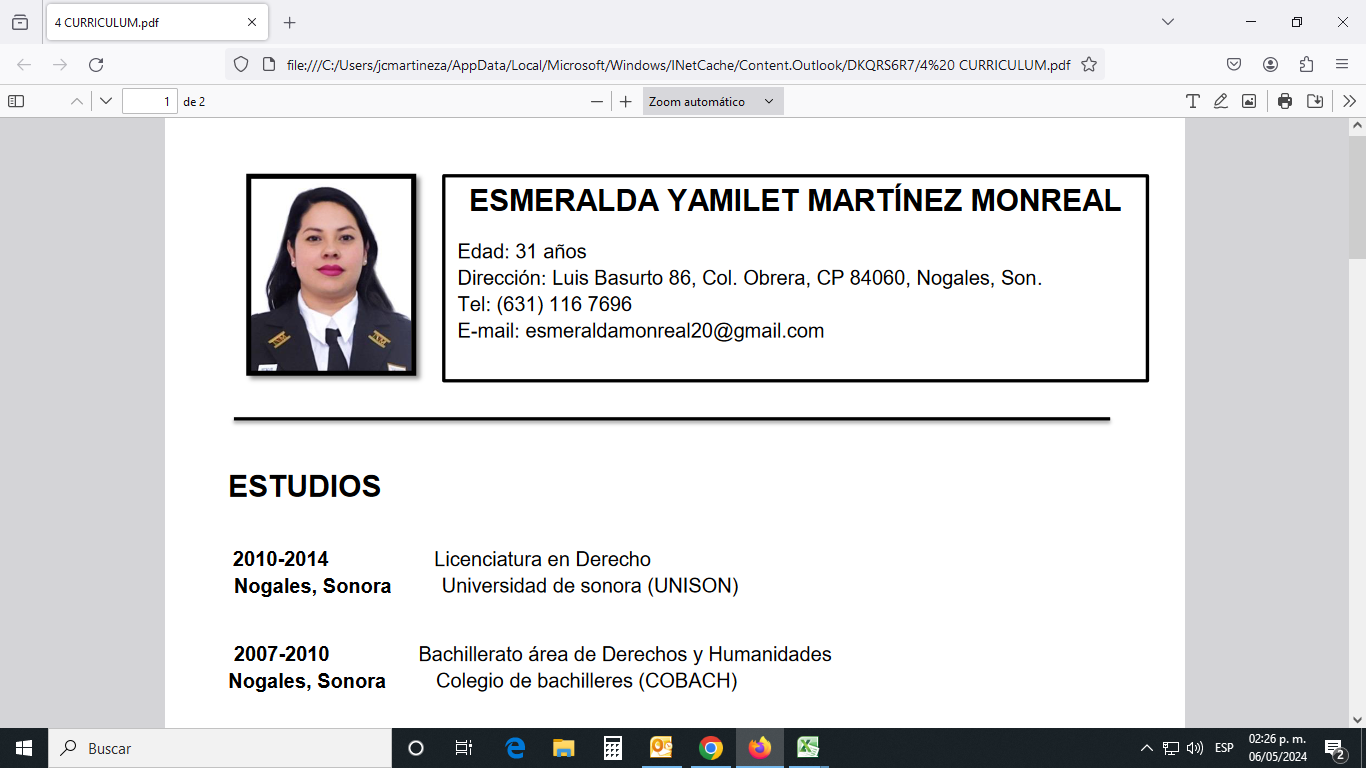 4 CURRICULUM.pdf
file:///C:/Users/jcmartineza/AppData/Local/Microsoft/Windows/INetCache/Content.Outlook/DKQRS6R7/4%20 CURRICULUM.pdf
1 de 2
Zoom automático
ESMERALDA YAMILET MARTÍNEZ MONREAL
Edad: 31 años
Dirección: Luis Basurto 86, Col. Obrera, CP 84060, Nogales, Son.
Tel: (631) 116 7696
E-mail: esmeraldamonreal20@gmail.com
ESTUDIOS
2010-2014 Licenciatura en Derecho
Nogales, Sonora Universidad de sonora (UNISON)
2007-2010 Bachillerato área de Derechos y Humanidades
Nogales, Sonora Colegio de bachilleres (COBACH)
Buscar
ESP
02:26 p. m.
06/05/2024
2